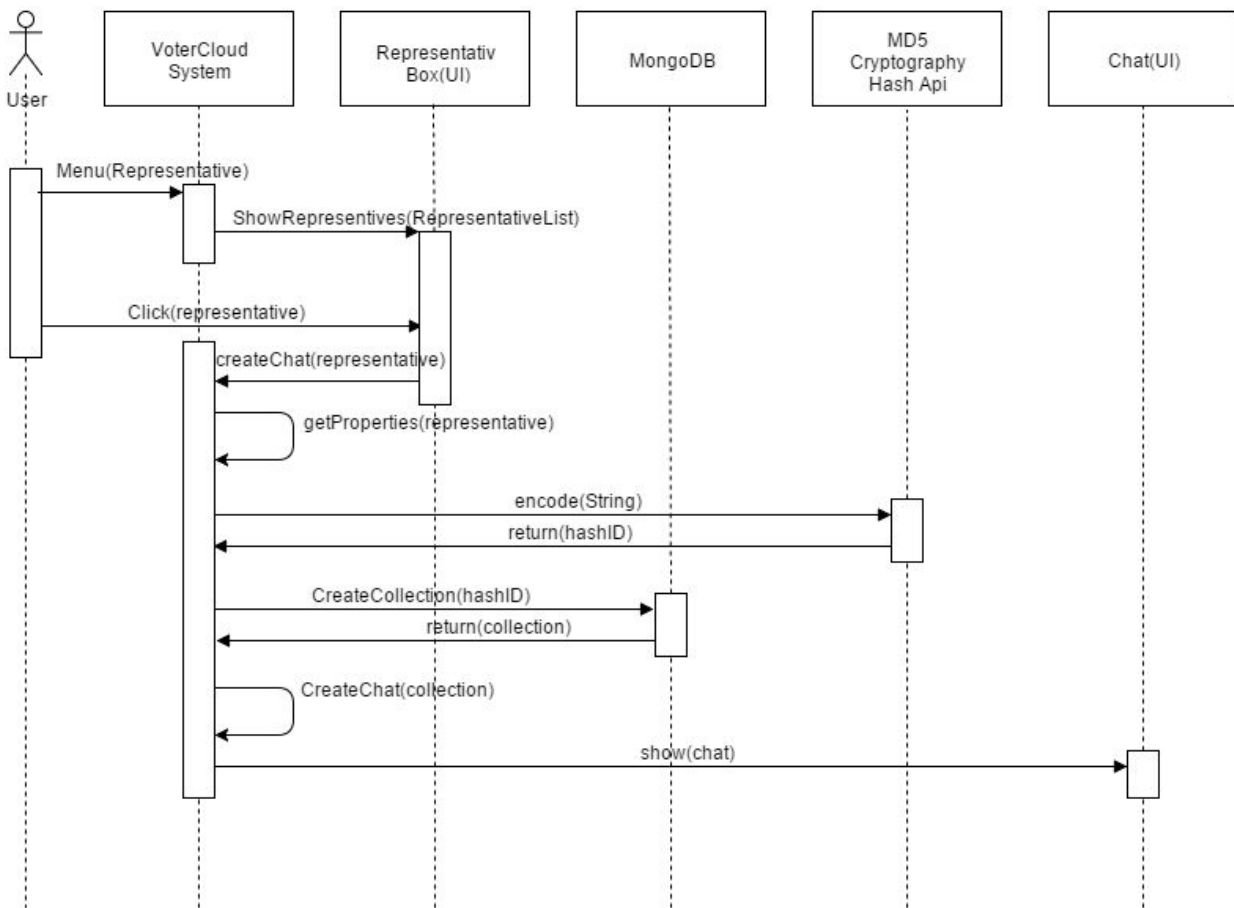 VoterCloud
System
Representativ
Box(UI)
MongoDB
MD5
Cryptography
Hash Api
Chat(UI)
User
Menu(Representative)
ShowRepresentives(RepresentativeList)
Click(representative)
createChat(representative)
getProperties(representative)
encode(String)
return(hashID)
CreateCollection(hashID)
return(collection)
CreateChat(collection)
show(chat)